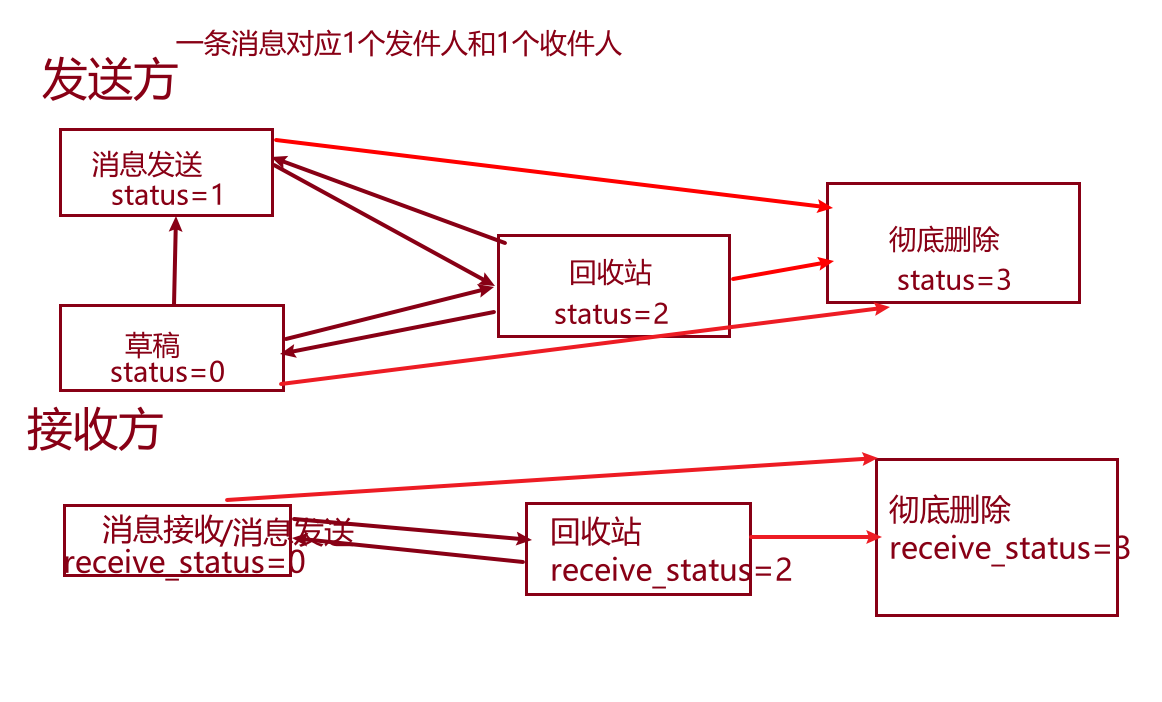 一条消息对应1个发件人和1个收件人
发送方
消息发送
status=1
回收站
status=2
彻底删除
status=3
草稿
status=0
接收方
消息接收/消息发送
receive_status=0
回收站
receive_status=2
彻底删除
receive_status=3